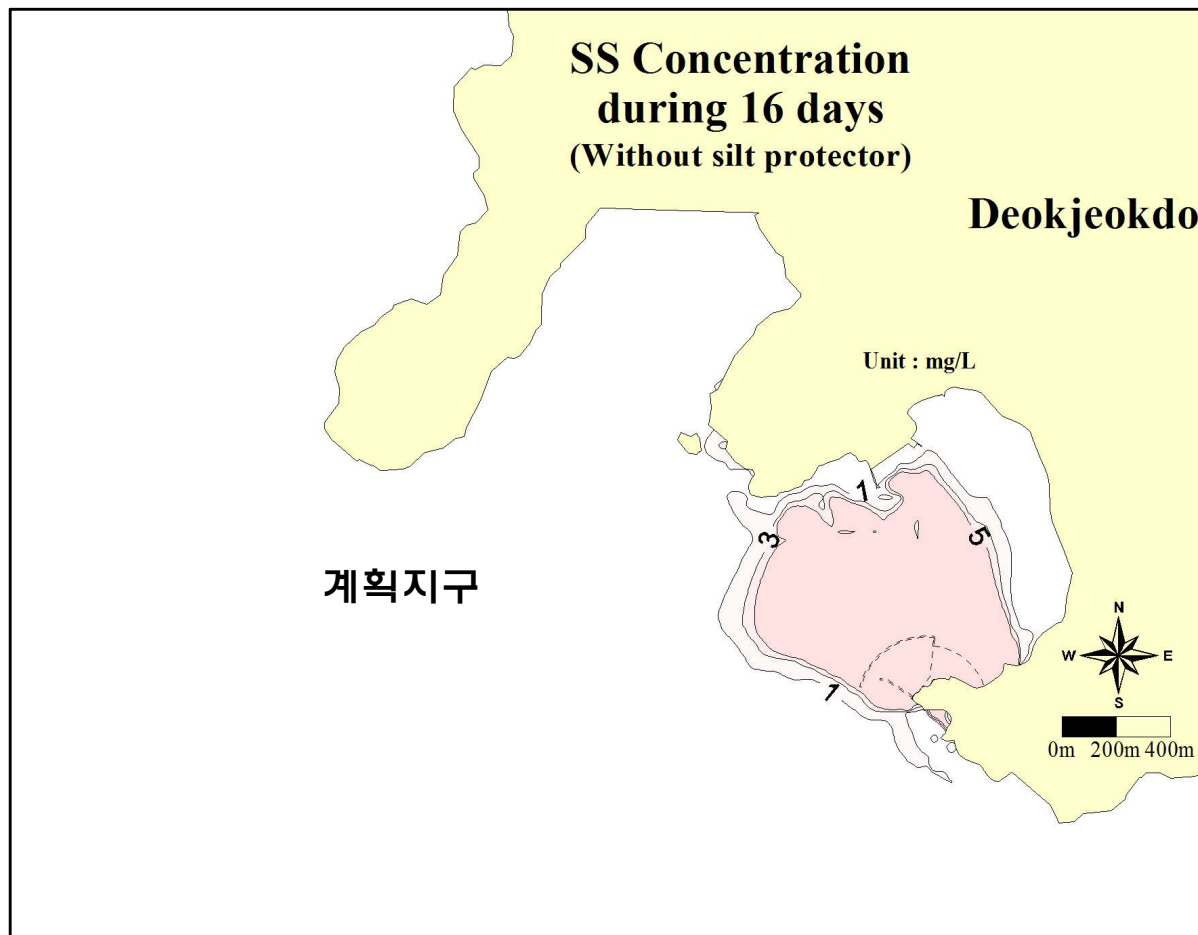 SS Concentration
during 16 days
(Without silt protector)
Deokjeokdo
Unit : mg/L
1
3
5
계획지구
N
W E
S
1
0m 200m 400m